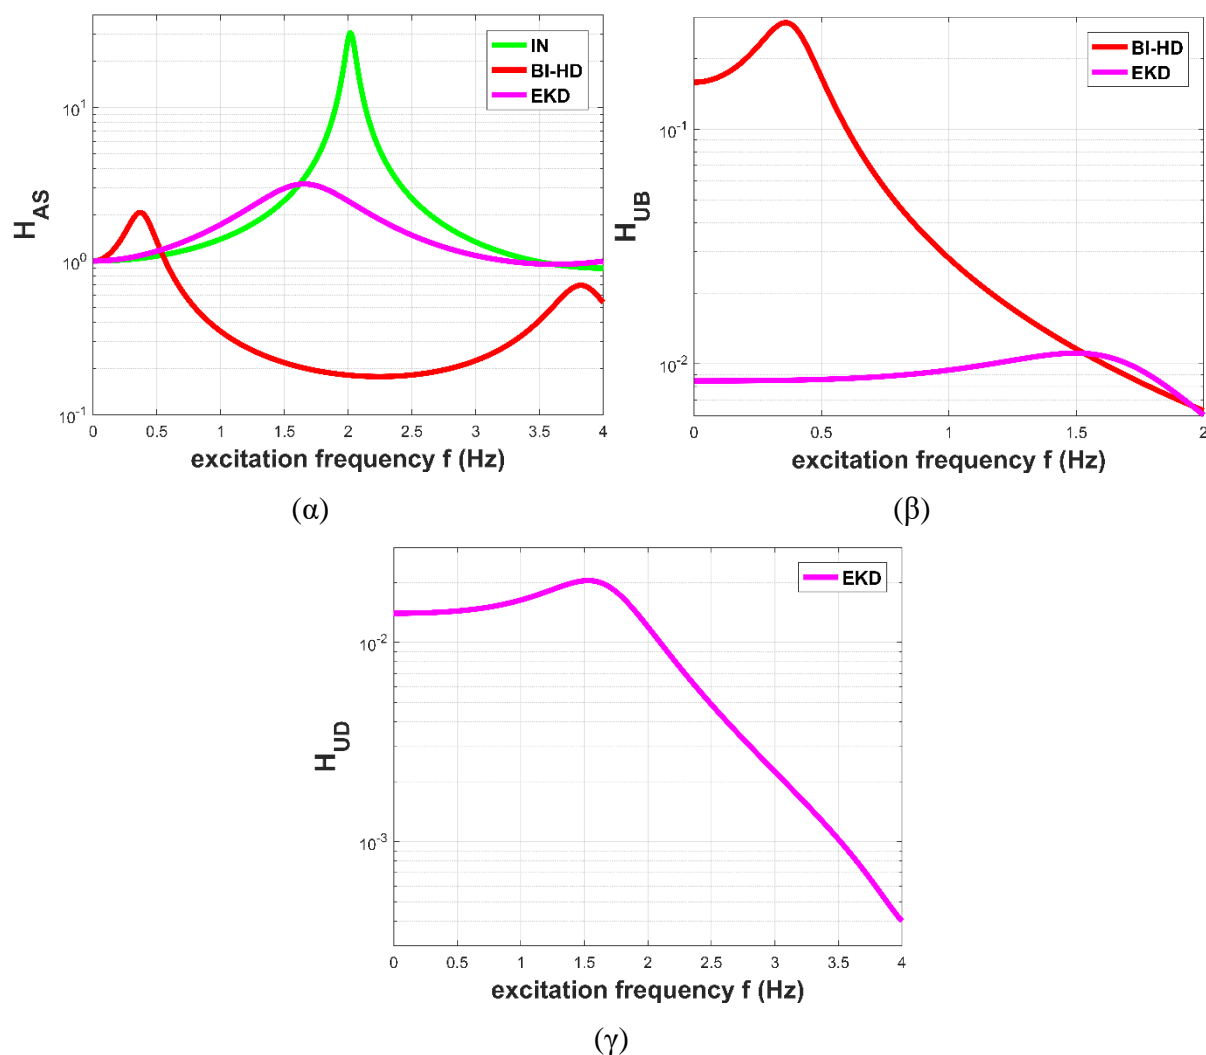 H_AS
10^1
10^0
10^-1
IN
BI-HD
EKD
0 0.5 1 1.5 2 2.5 3 3.5 4
excitation frequency f (Hz)
(α)
H_UB
10^-1
10^-2
BI-HD
EKD
0 0.5 1 1.5 2
excitation frequency f (Hz)
(β)
H_UD
10^-2
10^-3
EKD
0 0.5 1 1.5 2 2.5 3 3.5 4
excitation frequency f (Hz)
(γ)